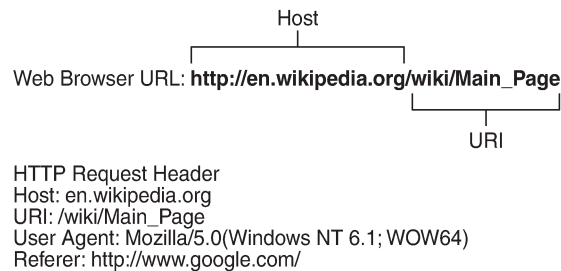 Host
Web Browser URL: http://en.wikipedia.org/wiki/Main_Page
URI
HTTP Request Header
Host: en.wikipedia.org
URI: /wiki/Main_Page
User Agent: Mozilla/5.0(Windows NT 6.1; WOW64)
Referer: http://www.google.com/